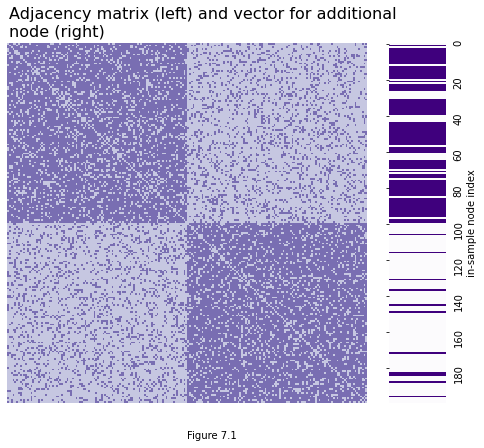 Adjacency matrix (left) and vector for additional
node (right)
0
20
40
60
80
100
120
140
160
180
in-sample node index
Figure 7.1